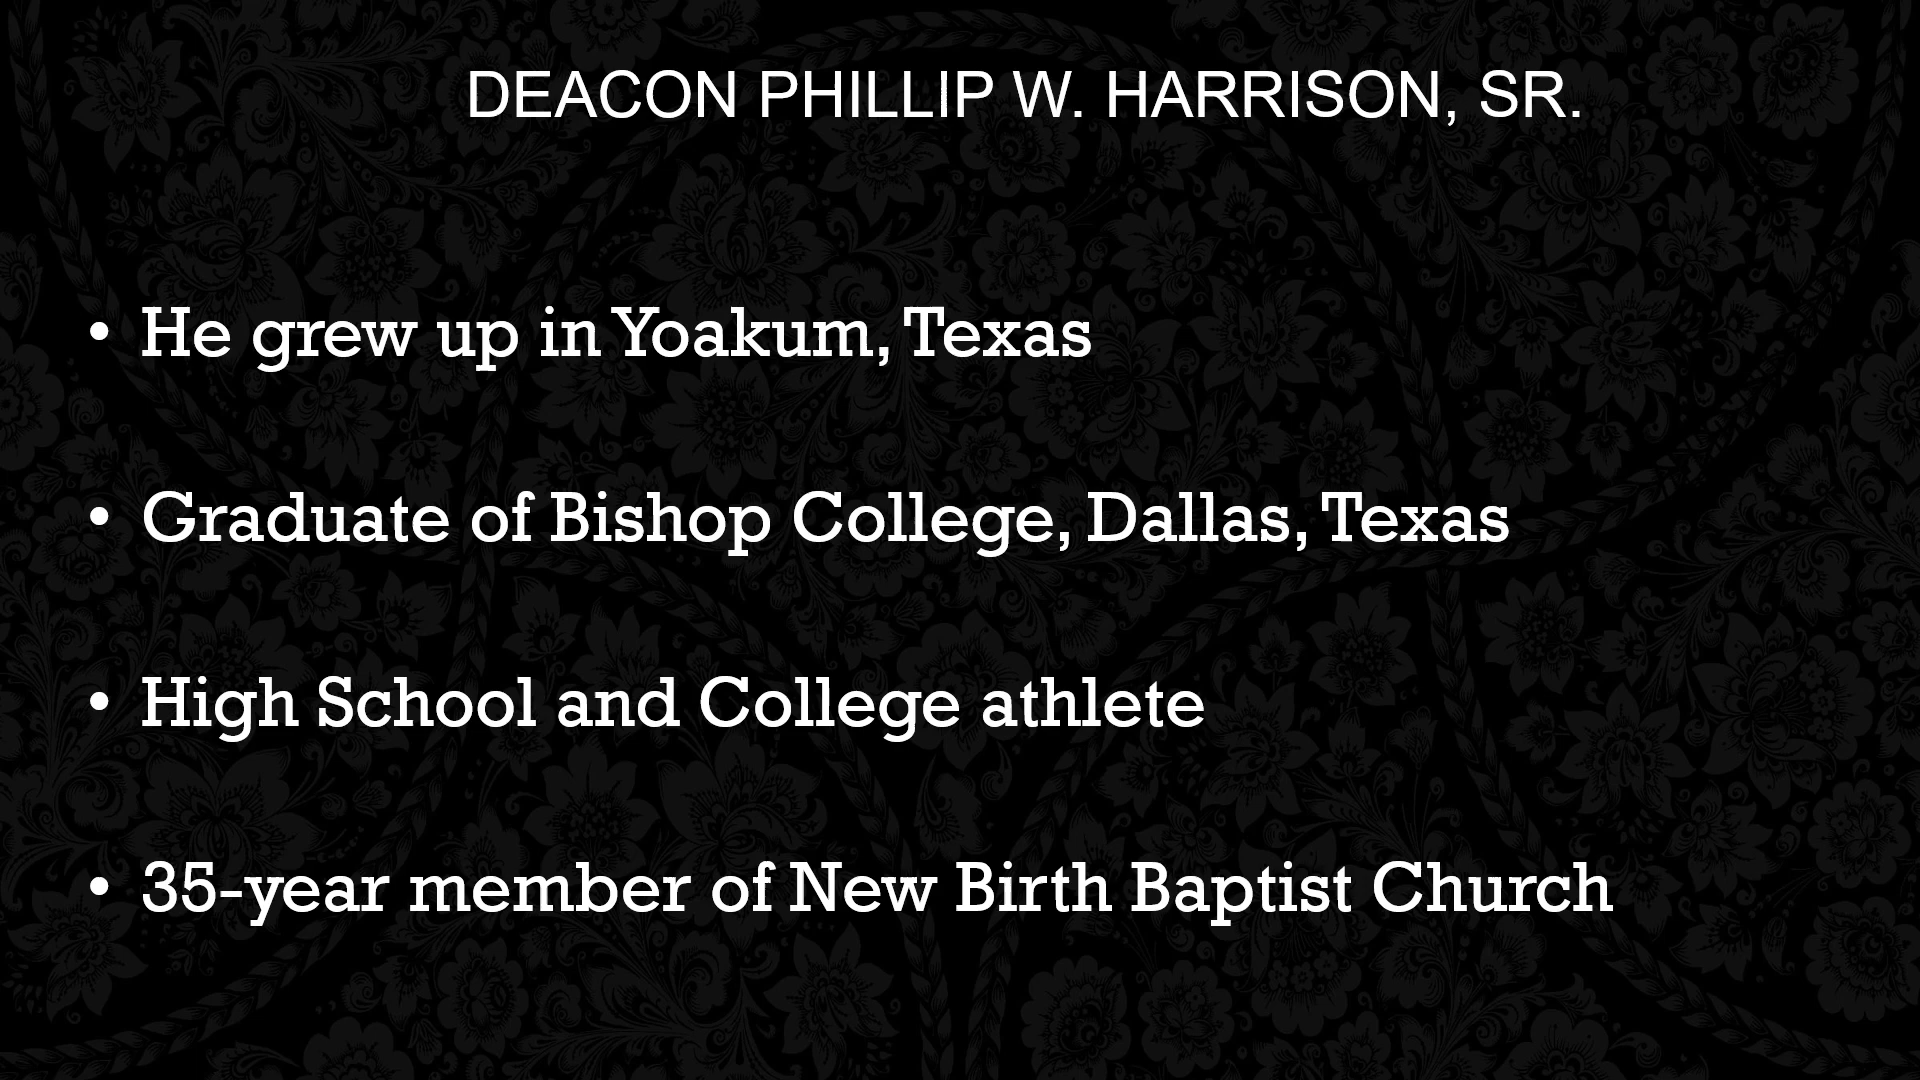 DEACON PHILLIP W. HARRISON, SR.
• He grew up in Yoakum, Texas
• Graduate of Bishop College, Dallas, Texas
• High School and College athlete
• 35-year member of New Birth Baptist Church